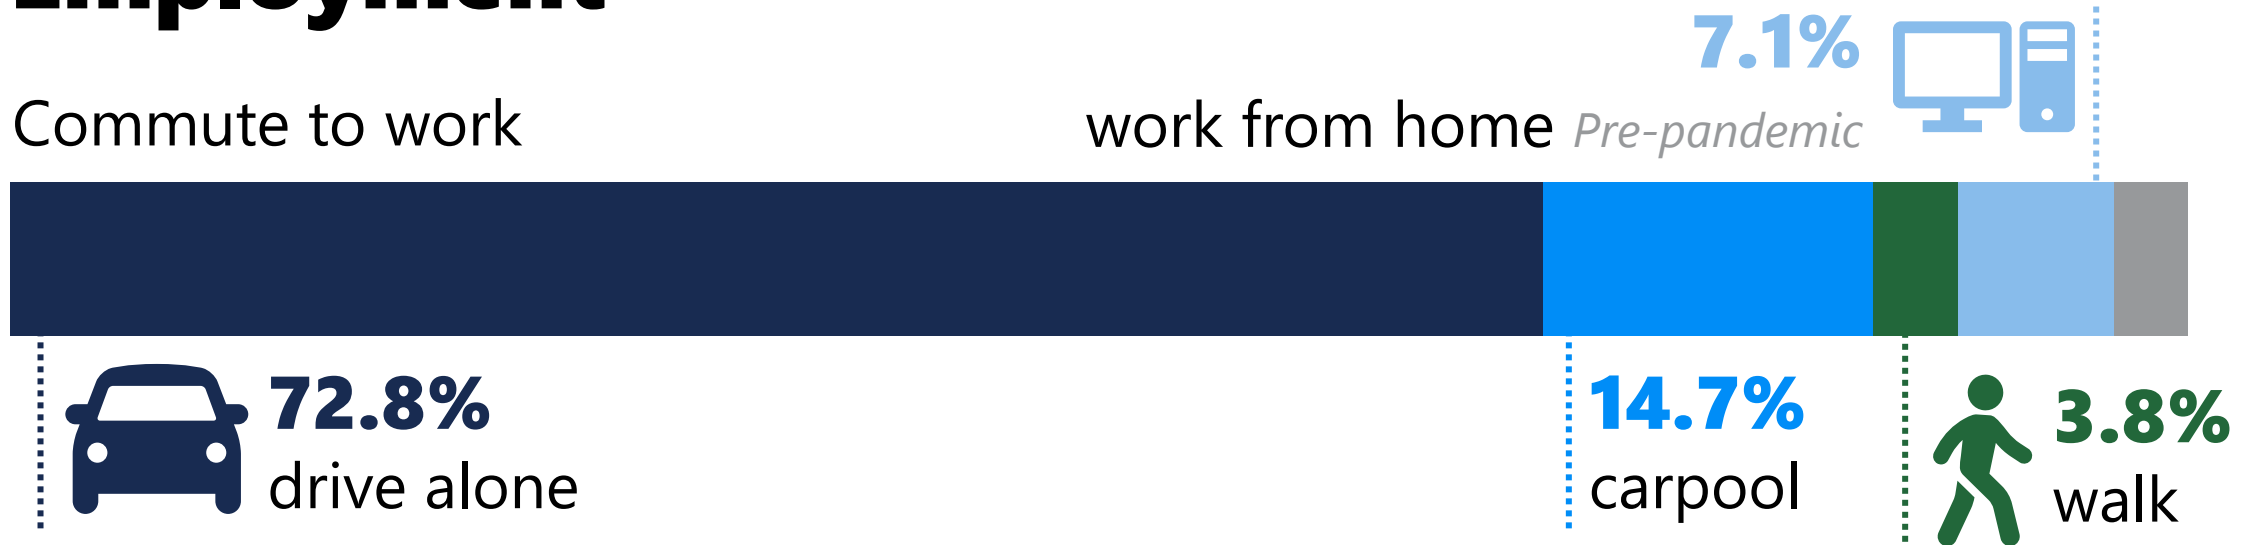 Employment
7.1%
Commute to work
work from home Pre-pandemic
72.8%
drive alone
14.7%
carpool
3.8%
walk